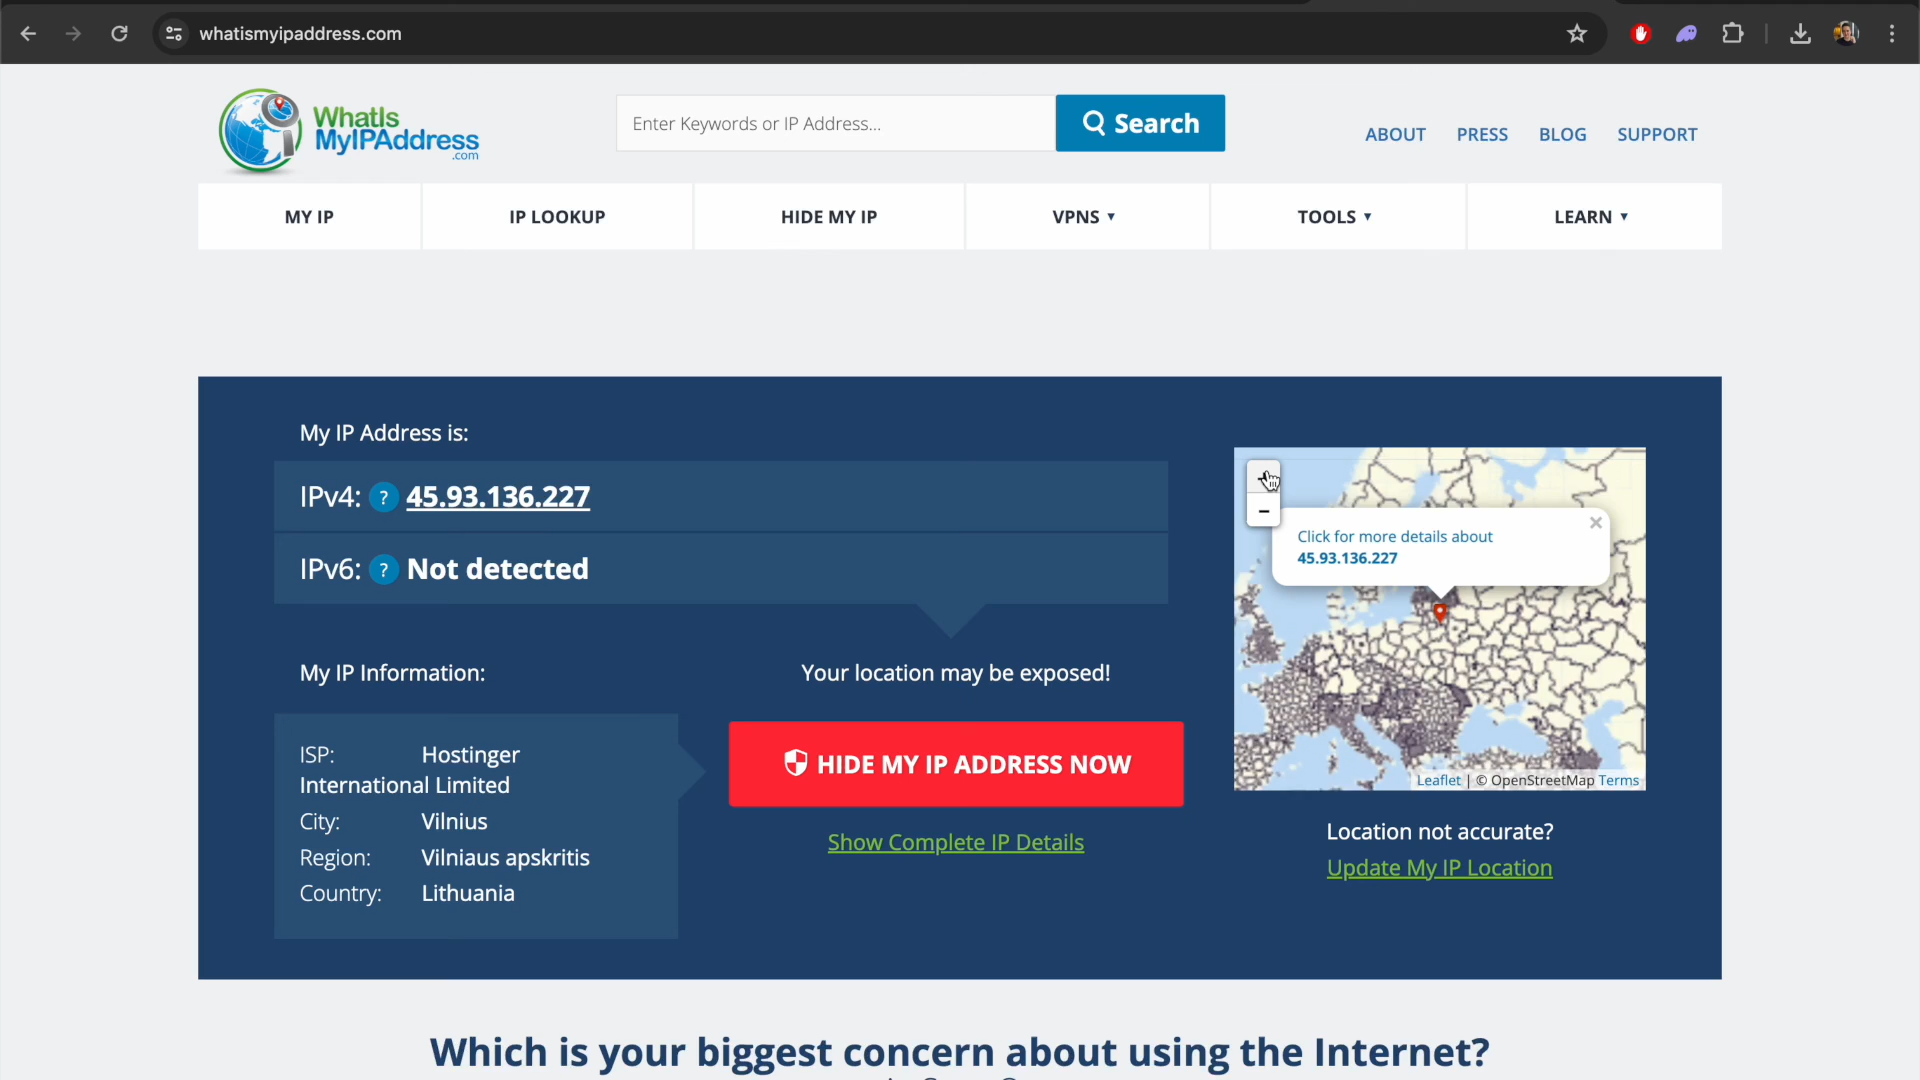 whatismyipaddress.com
WhatIs
MyIPAddress
.com
Enter Keywords or IP Address...
Search
ABOUT PRESS BLOG SUPPORT
MY IP IP LOOKUP HIDE MY IP VPNS ▼ TOOLS ▼ LEARN ▼
My IP Address is:
IPv4: ? 45.93.136.227
IPv6: ? Not detected
My IP Information:
ISP: Hostinger
International Limited
City: Vilnius
Region: Vilniaus apskritis
Country: Lithuania
Your location may be exposed!
HIDE MY IP ADDRESS NOW
Show Complete IP Details
−
Click for more details about
45.93.136.227
×
Leaflet | © OpenStreetMap Terms
Location not accurate?
Update My IP Location
Which is your biggest concern about using the Internet?